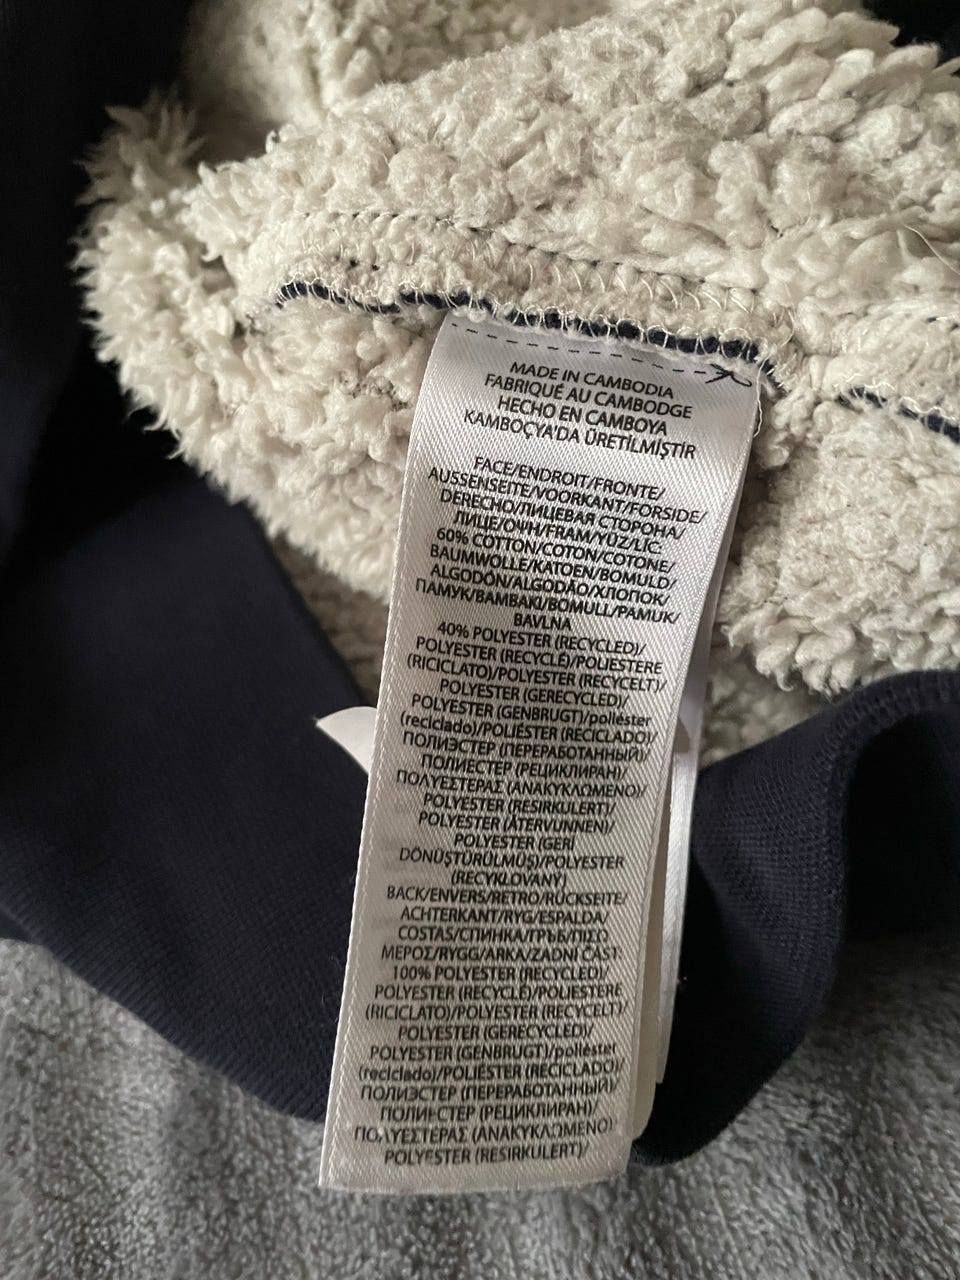 MADE IN CAMBODIA
FABRIQUÉ AU CAMBODGE
HECHO EN CAMBOYA
KAMBOÇYA'DA ÜRETİLMİŞTİR
FACE/ENDROIT/FRONTE/
AUSSENSEITE/VOORKANT/FORSIDE/
DERECHO/ЛИЦЕВАЯ СТОРОНА/
ЛИЦЕ/ΟΨΗ/FRAM/YÜZ/LÍC:
60% COTTON/COTON/COTONE/
BAUMWOLLE/KATOEN/BOMULD/
ALGODÓN/ALGODÃO/ХЛОПОК/
ПАМУК/ΒΑΜΒΑΚΙ/BOMULL/PAMUK/
BAVLNA
40% POLYESTER (RECYCLED)/
POLYESTER (RECYCLÉ)/POLIESTERE
(RICICLATO)/POLYESTER (RECYCELT)/
POLYESTER (GERECYCLED)/
POLYESTER (GENBRUGT)/poliéster
(reciclado)/POLIÉSTER (RECICLADO)/
ПОЛИЭСТЕР (ПЕРЕРАБОТАННЫЙ)/
ПОЛИЕСТЕР (РЕЦИКЛИРАН)/
ΠΟΛΥΕΣΤΕΡΑΣ (ΑΝΑΚΥΚΛΩΜΕΝΟ)/
POLYESTER (RESIRKULERT)/
POLYESTER (ÅTERVUNNEN)/
POLYESTER (GERİ
DÖNÜŞTÜRÜLMÜŞ)/POLYESTER
(RECYKLOVANÝ)
BACK/ENVERS/RETRO/RÜCKSEITE/
ACHTERKANT/RYG/ESPALDA/
COSTAS/СПИНКА/ГРЪБ/ΠΙΣΩ
ΜΕΡΟΣ/RYGG/ARKA/ZADNÍ ČÁST:
100% POLYESTER (RECYCLED)/
POLYESTER (RECYCLÉ)/POLIESTERE
(RICICLATO)/POLYESTER (RECYCELT)/
POLYESTER (GERECYCLED)/
POLYESTER (GENBRUGT)/poliéster
(reciclado)/POLIÉSTER (RECICLADO)
ПОЛИЭСТЕР (ПЕРЕРАБОТАННЫЙ)/
ПОЛИЕСТЕР (РЕЦИКЛИРАН)/
ΠΟΛΥΕΣΤΕΡΑΣ (ΑΝΑΚΥΚΛΩΜΕΝΟ)/
POLYESTER (RESIRKULERT)/